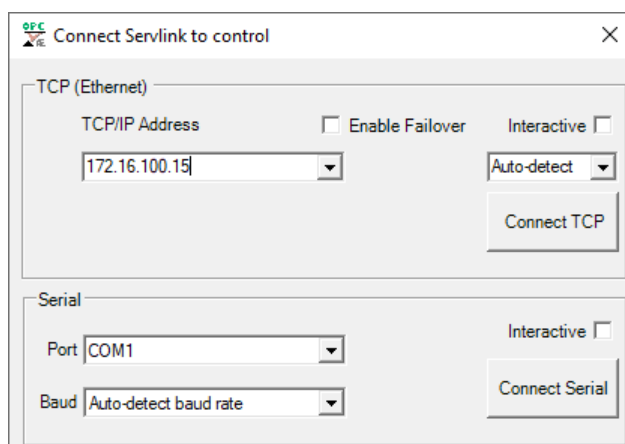 OPC
AE
Connect Servlink to control
TCP (Ethernet)
TCP/IP Address
Enable Failover
Interactive
172.16.100.15
Auto-detect
Connect TCP
Serial
Interactive
Port COM1
Connect Serial
Baud Auto-detect baud rate